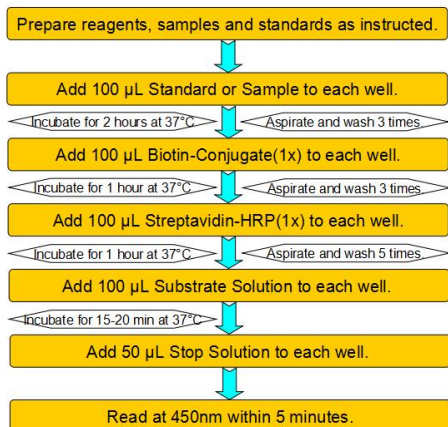 Prepare reagents, samples and standards as instructed.
Add 100 µL Standard or Sample to each well.
Incubate for 2 hours at 37°C
Aspirate and wash 3 times
Add 100 µL Biotin-Conjugate(1x) to each well.
Incubate for 1 hour at 37°C
Aspirate and wash 3 times
Add 100 µL Streptavidin-HRP(1x) to each well.
Incubate for 1 hour at 37°C
Aspirate and wash 5 times
Add 100 µL Substrate Solution to each well.
Incubate for 15-20 min at 37°C
Add 50 µL Stop Solution to each well.
Read at 450nm within 5 minutes.